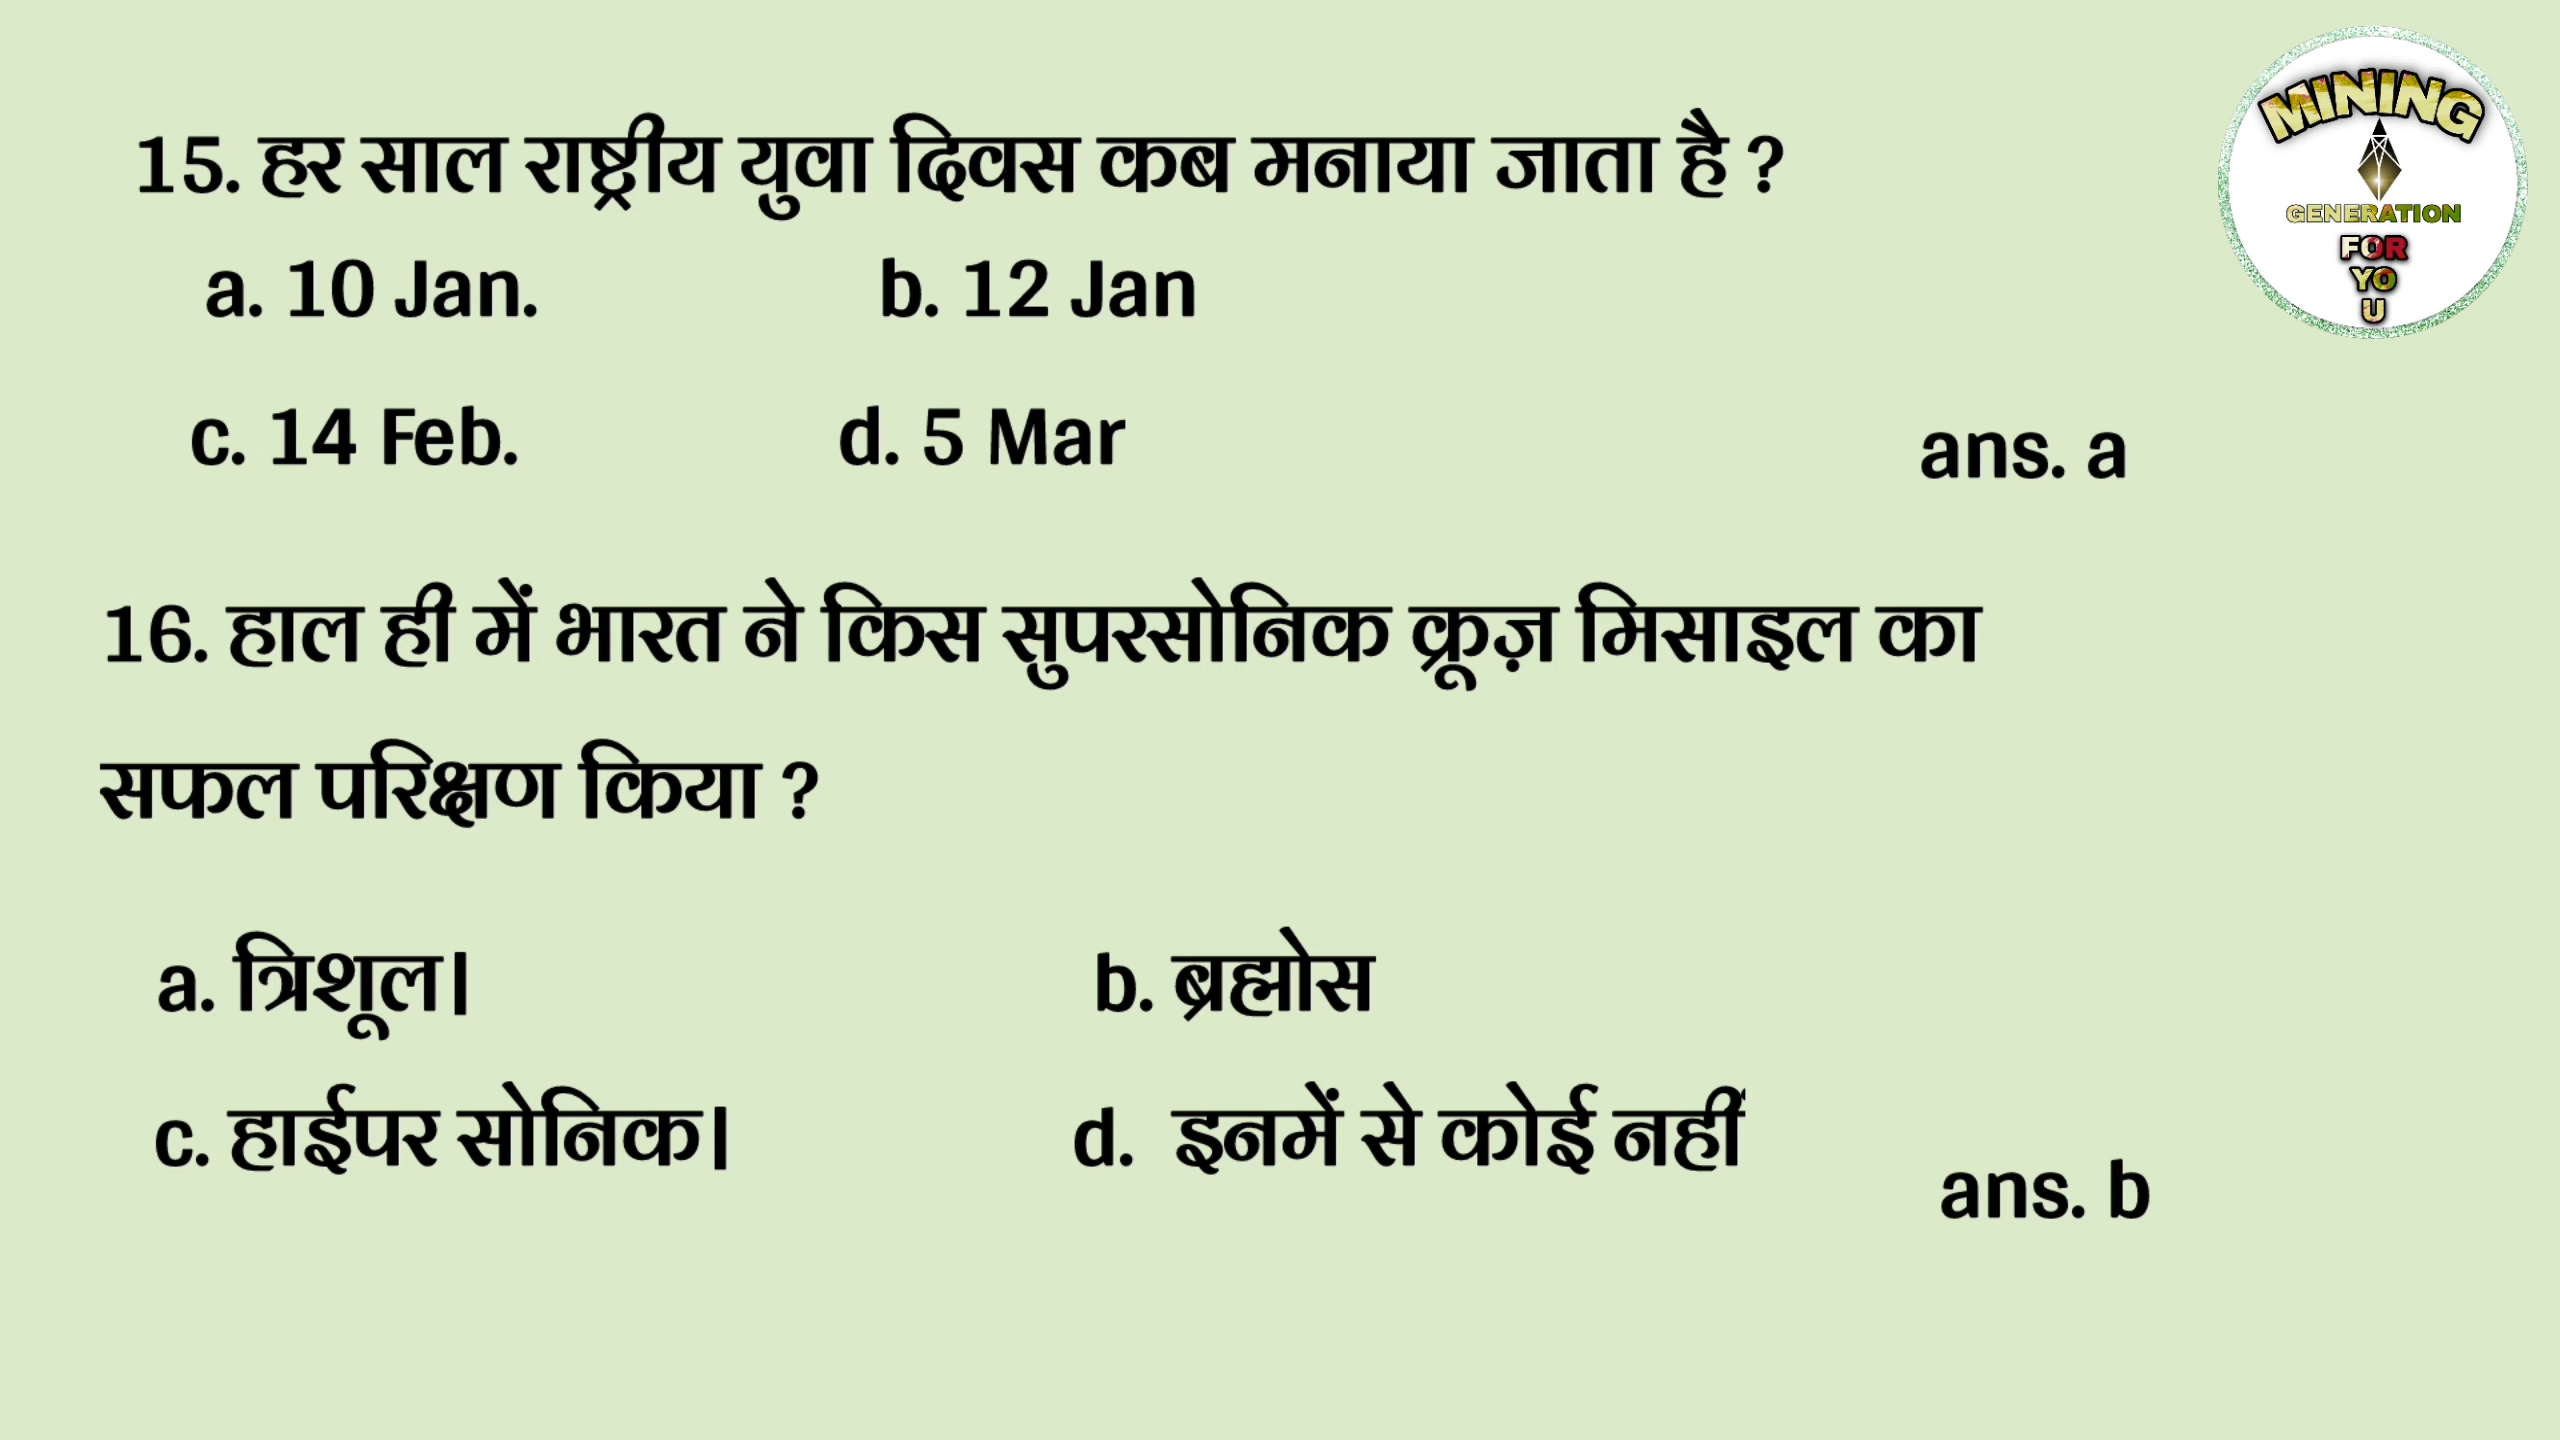 15. हर साल राष्ट्रीय युवा दिवस कब मनाया जाता है ?
a. 10 Jan. b. 12 Jan
c. 14 Feb. d. 5 Mar
ans. a
16. हाल ही में भारत ने किस सुपरसोनिक क्रूज़ मिसाइल का
सफल परिक्षण किया ?
a. त्रिशूल। b. ब्रह्मोस
c. हाईपर सोनिक। d. इनमें से कोई नहीं
ans. b
MINING
GENERATION
FOR
YO
U